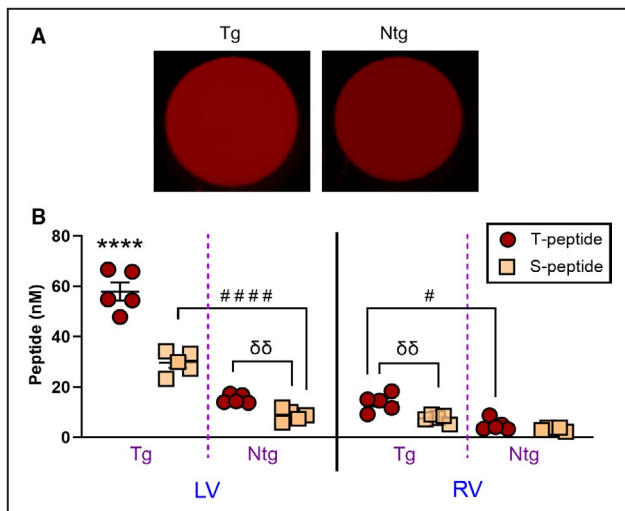 A
Tg
Ntg
B
80
60
40
20
0
Peptide (nM)
****
####
δδ
#
δδ
T-peptide
S-peptide
Tg
Ntg
Tg
Ntg
LV
RV